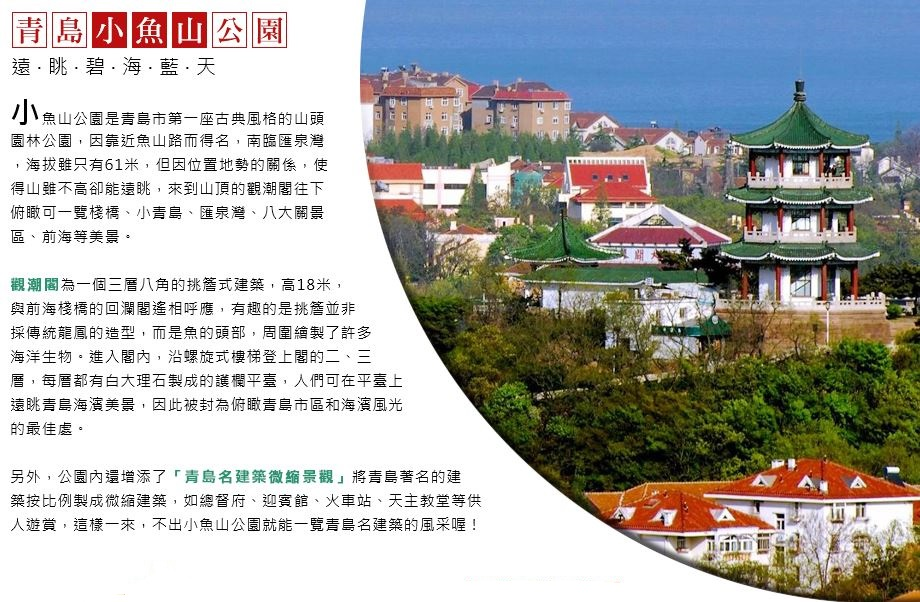 青島小魚山公園
遠．眺．碧．海．藍．天
小魚山公園是青島市第一座古典風格的山頭
園林公園，因靠近魚山路而得名，南臨匯泉灣
，海拔雖只有61米，但因位置地勢的關係，使
得山雖不高卻能遠眺，來到山頂的觀潮閣往下
俯瞰可一覽棧橋、小青島、匯泉灣、八大關景
區、前海等美景。
觀潮閣為一個三層八角的挑簷式建築，高18米，
與前海棧橋的回瀾閣遙相呼應，有趣的是挑簷並非
採傳統龍鳳的造型，而是魚的頭部，周圍繪製了許多
海洋生物。進入閣內，沿螺旋式樓梯登上閣的二、三
層，每層都有白大理石製成的護欄平臺，人們可在平臺上
遠眺青島海濱美景，因此被封為俯瞰青島市區和海濱風光
的最佳處。
另外，公園內還增添了「青島名建築微縮景觀」將青島著名的建
築按比例製成微縮建築，如總督府、迎賓館、火車站、天主教堂等供
人遊賞，這樣一來，不出小魚山公園就能一覽青島名建築的風采喔！